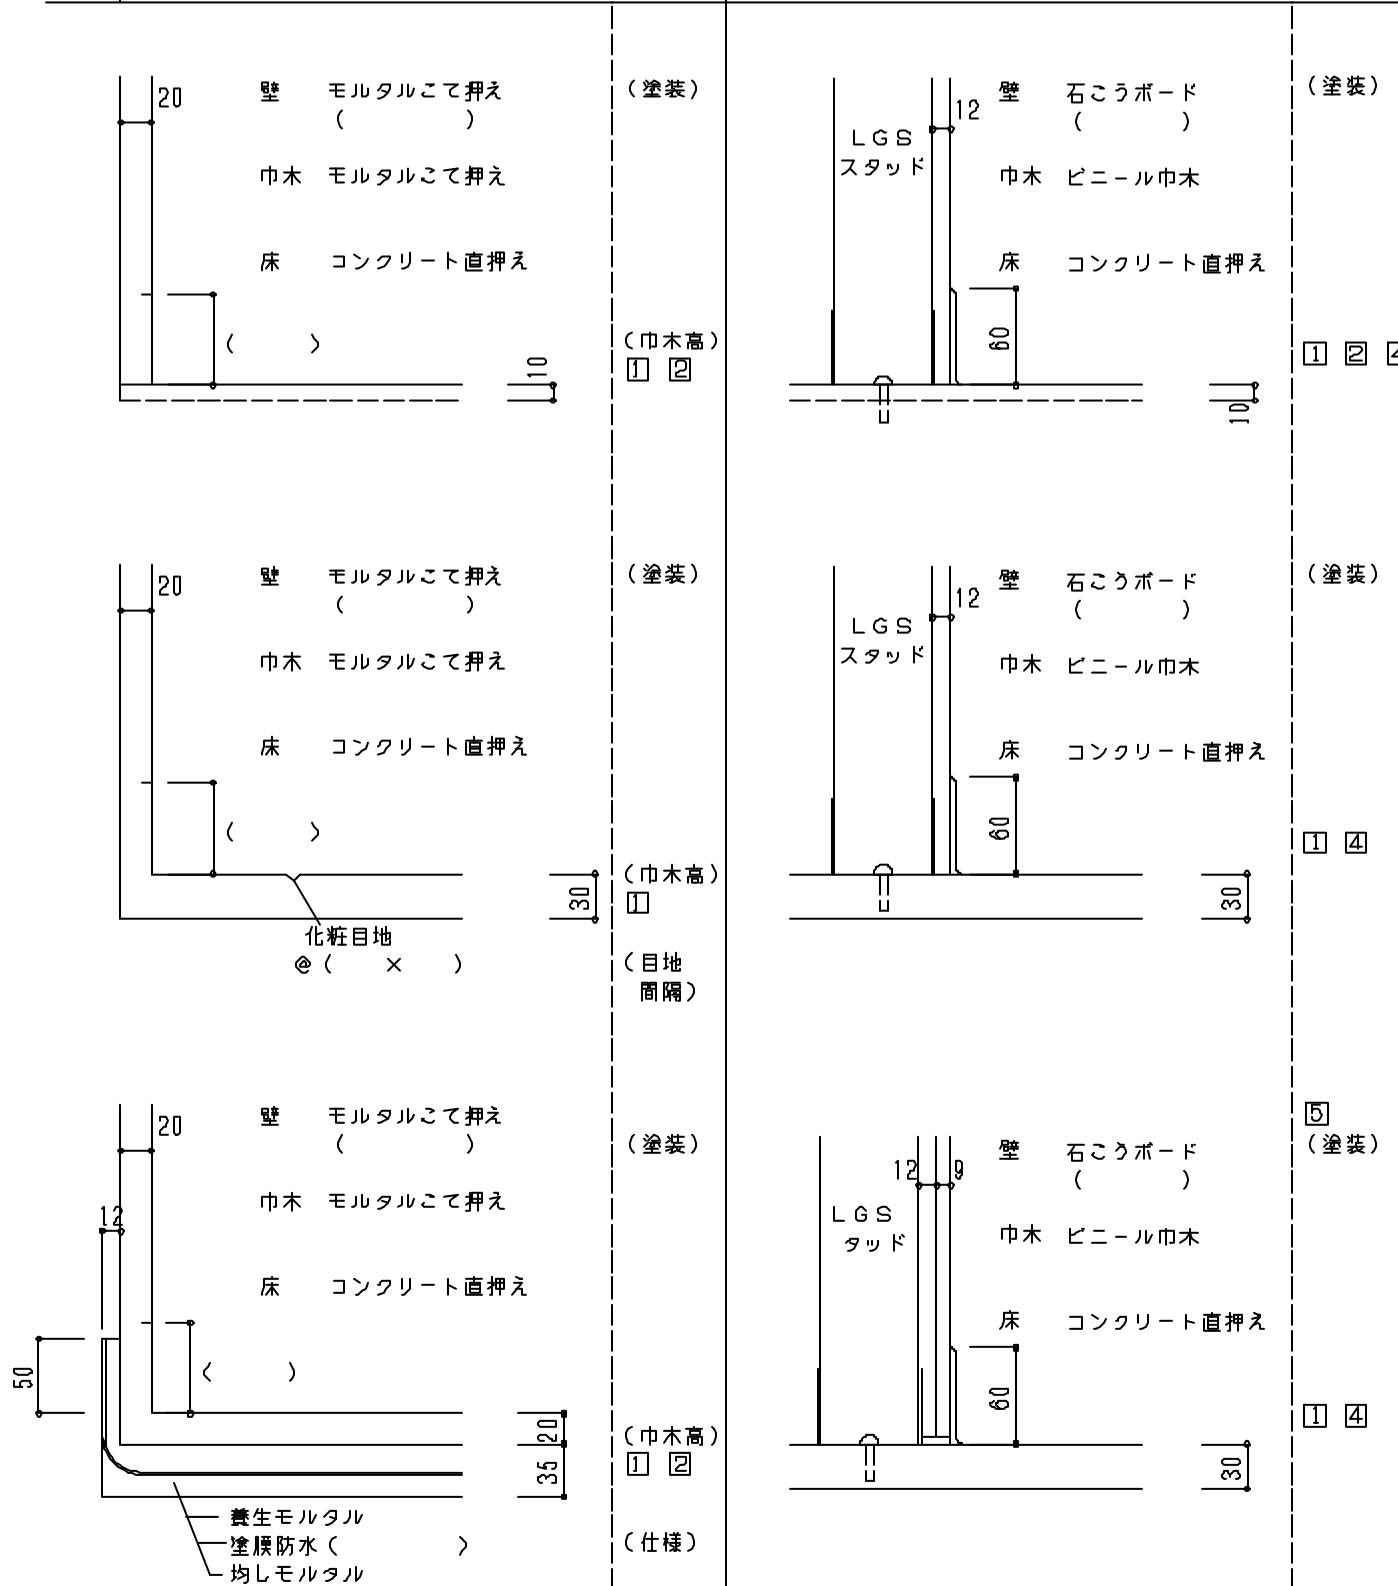 20 壁 モルタルこて押え (塗装)
( )
巾木 モルタルこて押え
床 コンクリート直押え
( )
10
(巾木高)
1 2
LGS
スタッド
12
壁 石こうボード (塗装)
( )
巾木 ビニール巾木
床 コンクリート直押え
60
1 2 4
10
20 壁 モルタルこて押え (塗装)
( )
巾木 モルタルこて押え
床 コンクリート直押え
( )
30
(巾木高)
1
化粧目地
@( × )
(目地
間隔)
LGS
スタッド
12
壁 石こうボード (塗装)
( )
巾木 ビニール巾木
床 コンクリート直押え
60
1 4
30
20 壁 モルタルこて押え (塗装)
( )
巾木 モルタルこて押え
12
床 コンクリート直押え
50
( )
20
35
(巾木高)
1 2
養生モルタル
塗膜防水( ) (仕様)
均しモルタル
5
12 9
LGS
タッド
壁 石こうボード (塗装)
( )
巾木 ビニール巾木
床 コンクリート直押え
60
1 4
30